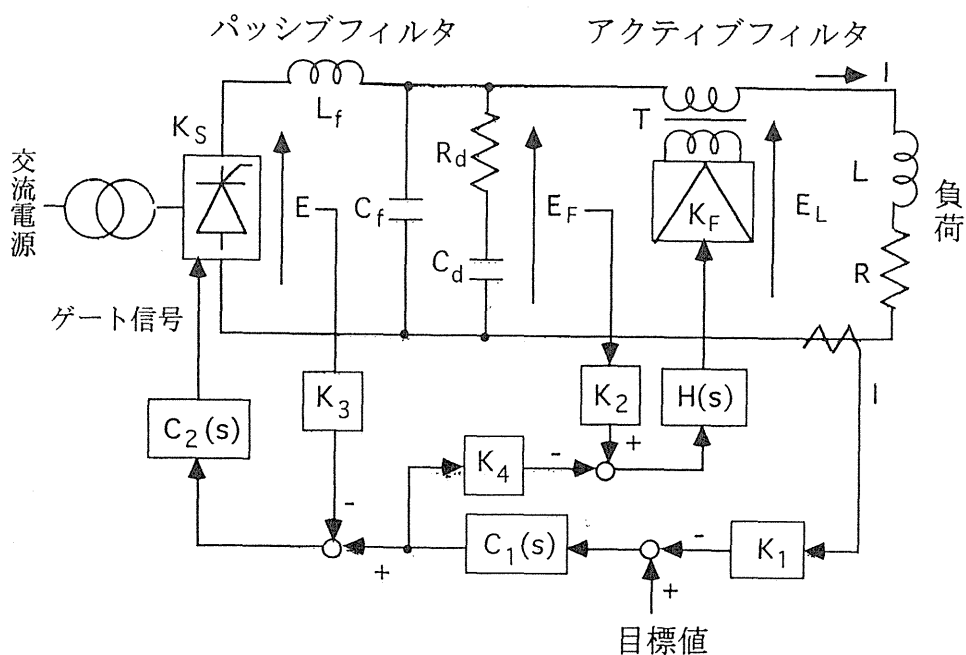 パッシブフィルタ
アクティブフィルタ
I
L_f
T
K_S
交流電源
E
C_f
R_d
C_d
E_F
K_F
E_L
L
R
負荷
ゲート信号
K_3
K_2
H(s)
I
C_2(s)
+
K_4
-
-
+
C_1(s)
-
K_1
+
目標値